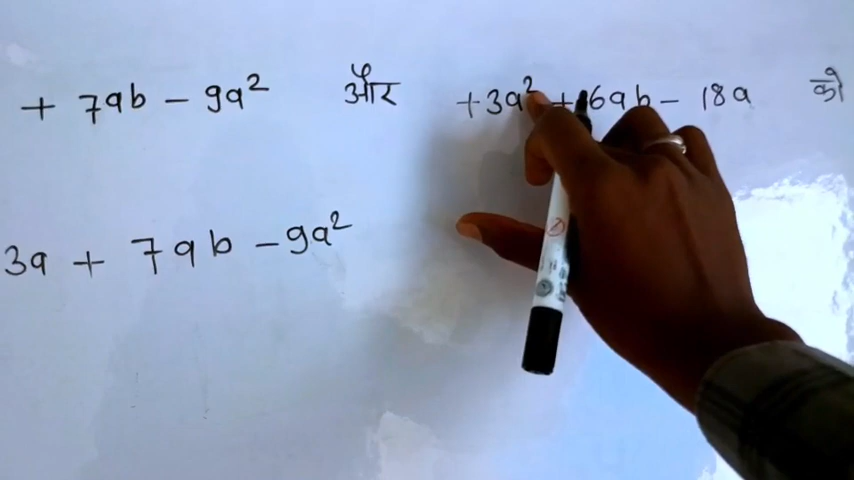 + 7ab - 9a² और +3a² + 6ab - 18a को
3a + 7ab - 9a²